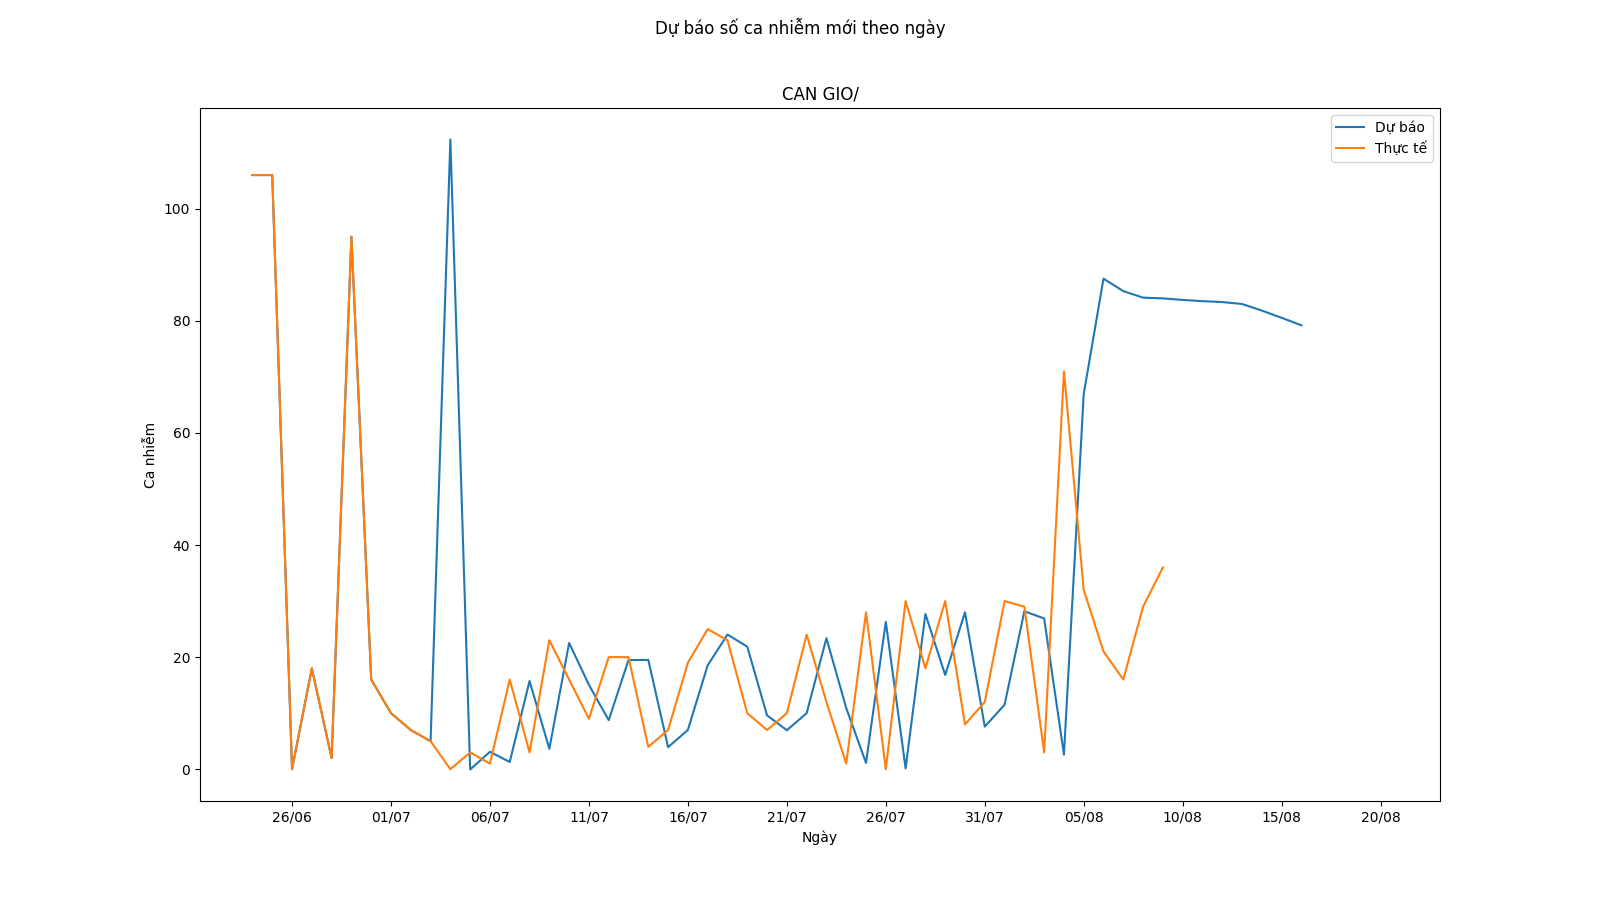 Dự báo số ca nhiễm mới theo ngày
CAN GIO/
Dự báo
Thực tế
100
80
60
40
20
0
Ca nhiễm
26/06 01/07 06/07 11/07 16/07 21/07 26/07 31/07 05/08 10/08 15/08 20/08
Ngày